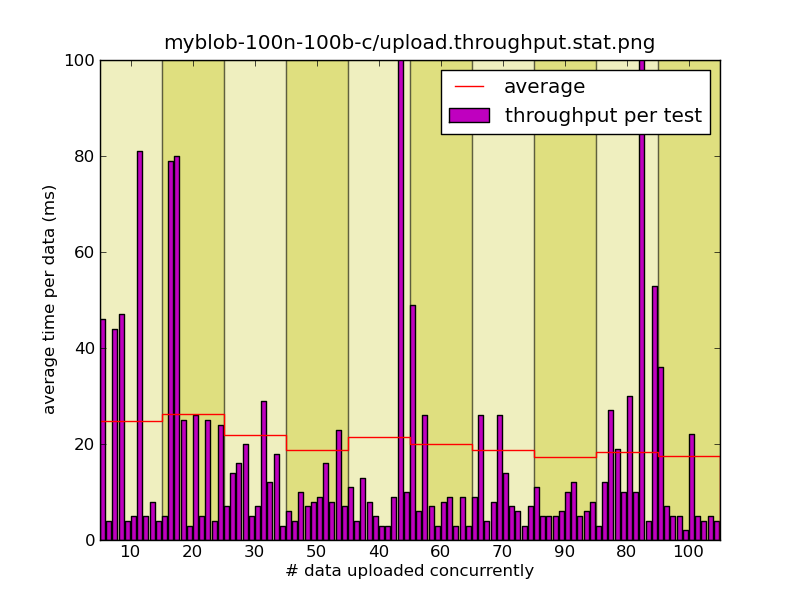 myblob-100n-100b-c/upload.throughput.stat.png
average
throughput per test
average time per data (ms)
100
80
60
40
20
0
10 20 30 50 40 60 70 90 80 100
# data uploaded concurrently